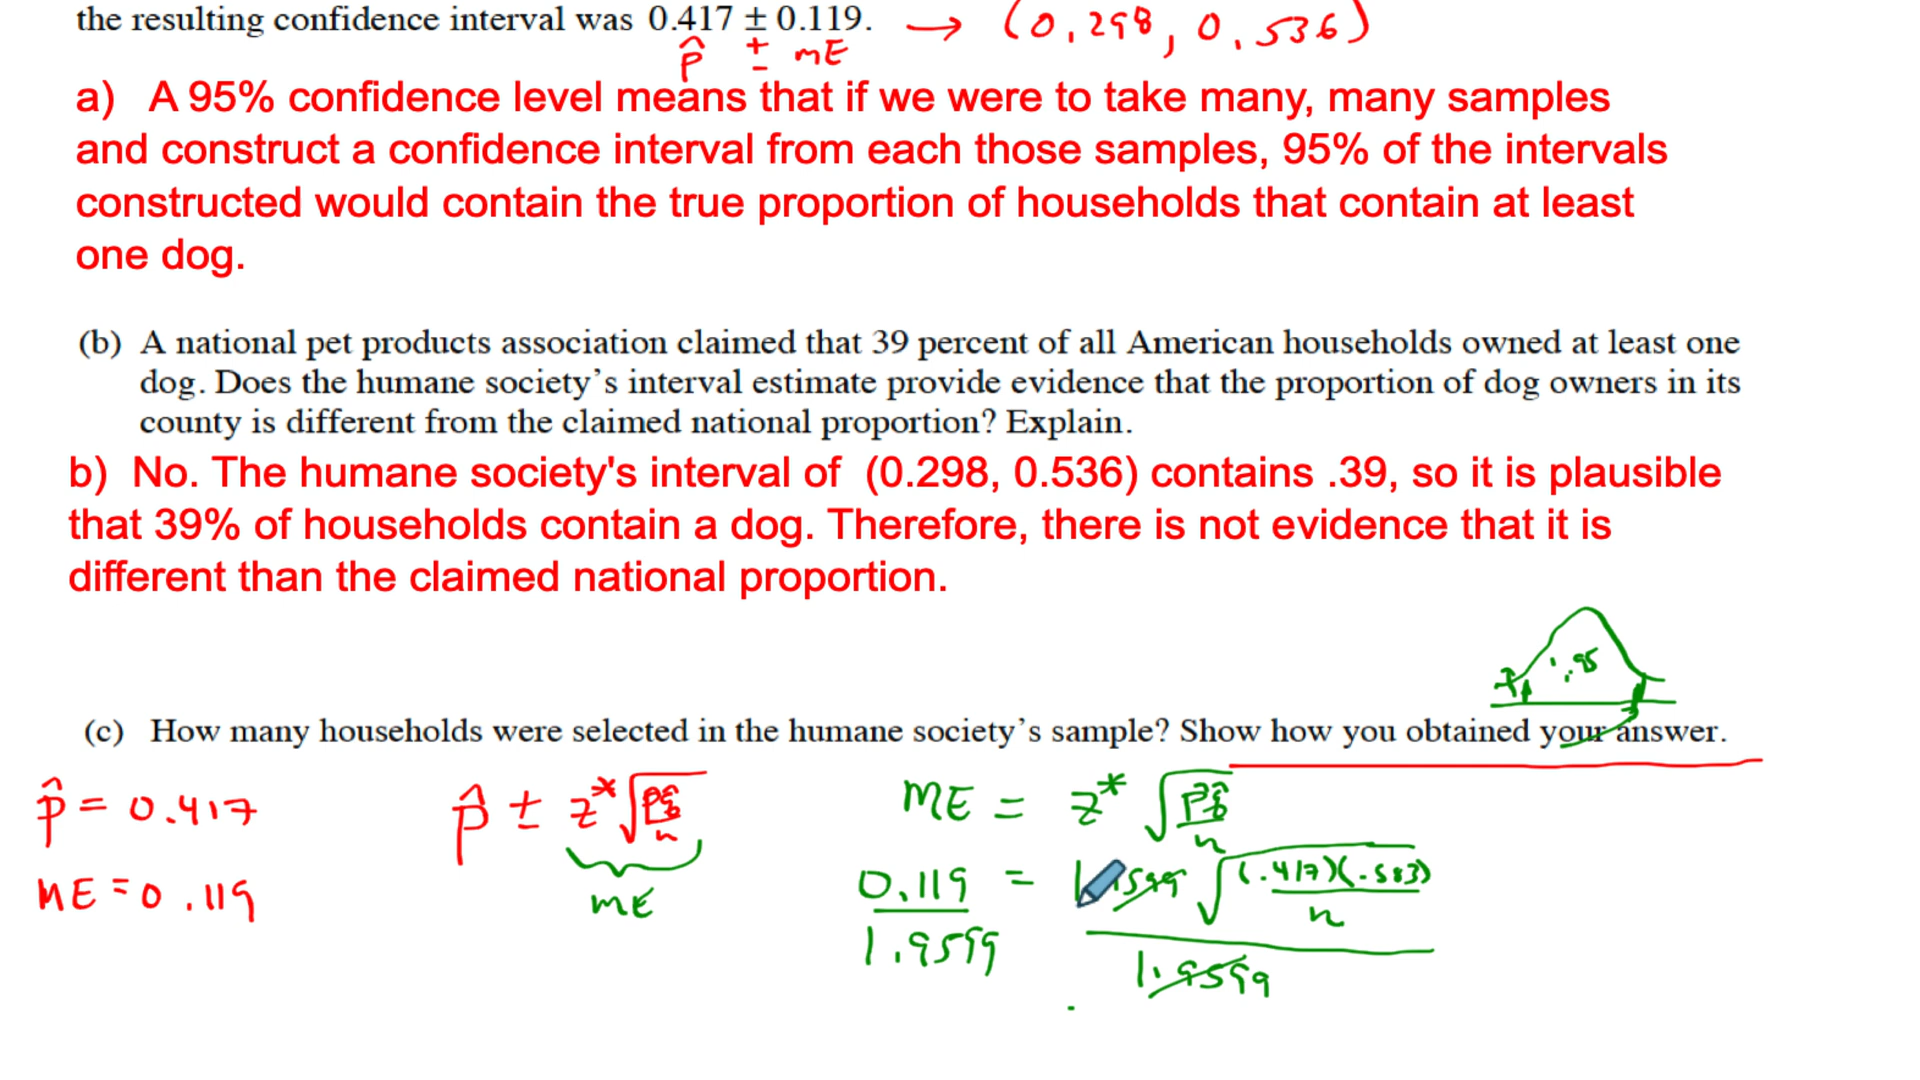 the resulting confidence interval was 0.417 ± 0.119. → (0.298, 0.536)
p̂ ± ME
a) A 95% confidence level means that if we were to take many, many samples
and construct a confidence interval from each those samples, 95% of the intervals
constructed would contain the true proportion of households that contain at least
one dog.
(b) A national pet products association claimed that 39 percent of all American households owned at least one
dog. Does the humane society's interval estimate provide evidence that the proportion of dog owners in its
county is different from the claimed national proportion? Explain.
b) No. The humane society's interval of (0.298, 0.536) contains .39, so it is plausible
that 39% of households contain a dog. Therefore, there is not evidence that it is
different than the claimed national proportion.
.95
(c) How many households were selected in the humane society's sample? Show how you obtained your answer.
p̂ = 0.417
ME = 0.119
p̂ ± z* √(p̂q̂/n)
ME
ME = z* √(p̂q̂/n)
0.119 = √((.417)(.583)/n)
1.9599 1.9599